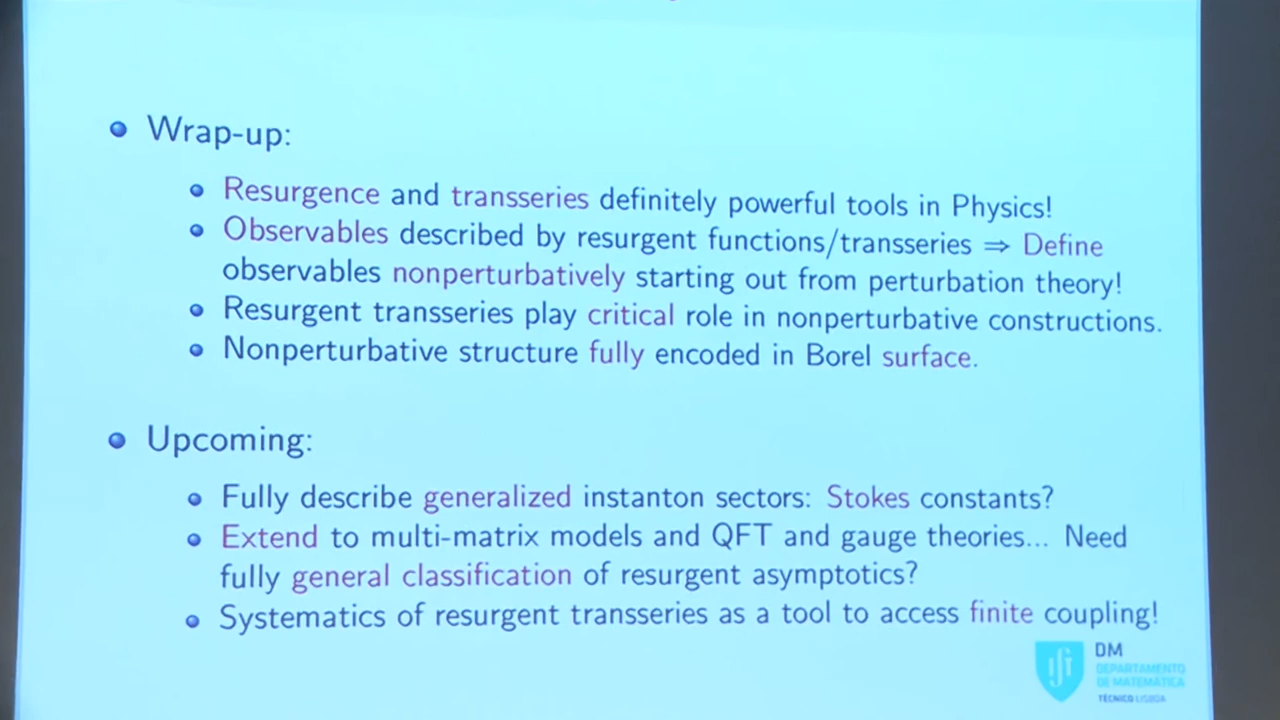 Wrap-up:
Resurgence and transseries definitely powerful tools in Physics!
Observables described by resurgent functions/transseries ⇒ Define
observables nonperturbatively starting out from perturbation theory!
Resurgent transseries play critical role in nonperturbative constructions.
Nonperturbative structure fully encoded in Borel surface.
Upcoming:
Fully describe generalized instanton sectors: Stokes constants?
Extend to multi-matrix models and QFT and gauge theories... Need
fully general classification of resurgent asymptotics?
Systematics of resurgent transseries as a tool to access finite coupling!
DM
DEPARTAMENTO
DE MATEMÁTICA
TÉCNICO LISBOA